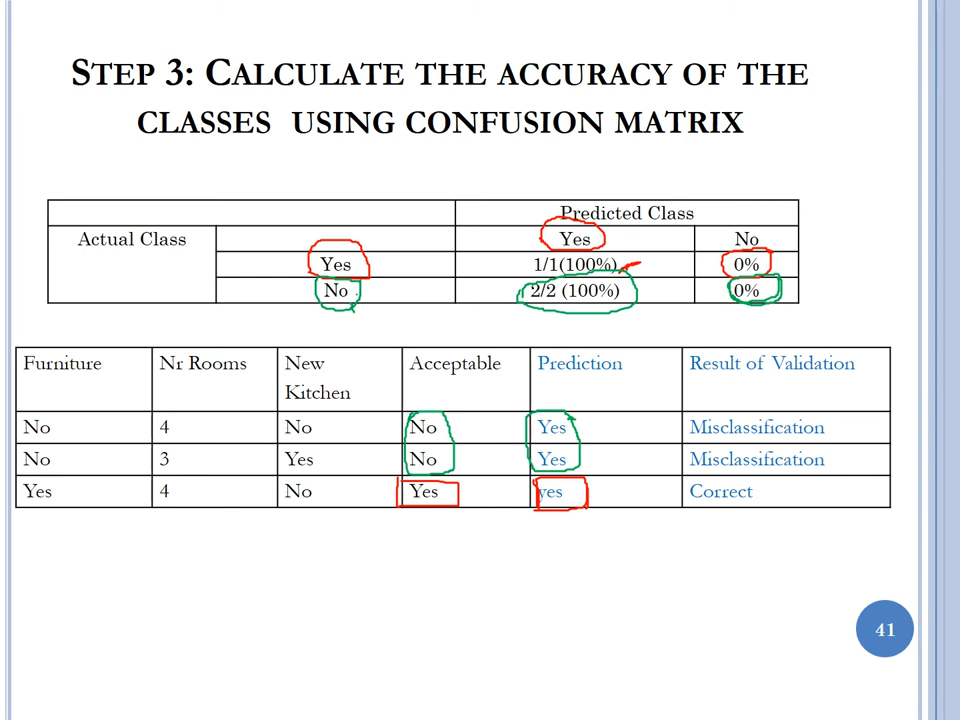 STEP 3: CALCULATE THE ACCURACY OF THE
CLASSES USING CONFUSION MATRIX
Predicted Class
Actual Class Yes No
Yes 1/1(100%) 0%
No 2/2 (100%) 0%
Furniture Nr Rooms New Kitchen Acceptable Prediction Result of Validation
No 4 No No Yes Misclassification
No 3 Yes No Yes Misclassification
Yes 4 No Yes yes Correct
41